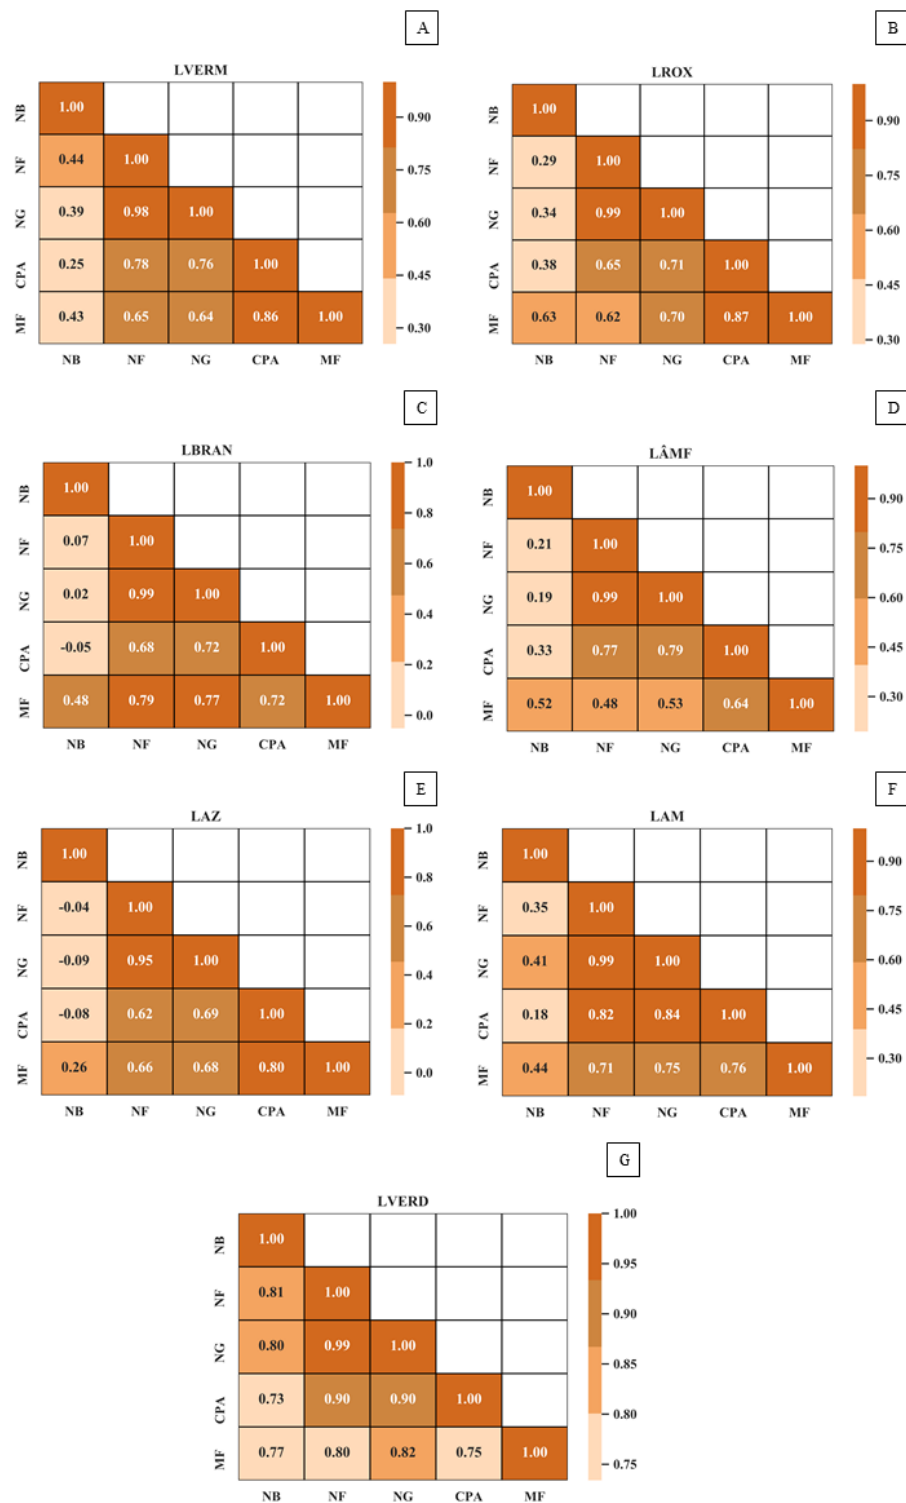 A
LVERM
NB 1.00
NF 0.44 1.00
NG 0.39 0.98 1.00
CPA 0.25 0.78 0.76 1.00
MF 0.43 0.65 0.64 0.86 1.00
NB NF NG CPA MF
0.90
0.75
0.60
0.45
0.30
B
LROX
NB 1.00
NF 0.29 1.00
NG 0.34 0.99 1.00
CPA 0.38 0.65 0.71 1.00
MF 0.63 0.62 0.70 0.87 1.00
NB NF NG CPA MF
0.90
0.75
0.60
0.45
0.30
C
LBRAN
NB 1.00
NF 0.07 1.00
NG 0.02 0.99 1.00
CPA -0.05 0.68 0.72 1.00
MF 0.48 0.79 0.77 0.72 1.00
NB NF NG CPA MF
1.0
0.8
0.6
0.4
0.2
0.0
D
LÂMF
NB 1.00
NF 0.21 1.00
NG 0.19 0.99 1.00
CPA 0.33 0.77 0.79 1.00
MF 0.52 0.48 0.53 0.64 1.00
NB NF NG CPA MF
0.90
0.75
0.60
0.45
0.30
E
LAZ
NB 1.00
NF -0.04 1.00
NG -0.09 0.95 1.00
CPA -0.08 0.62 0.69 1.00
MF 0.26 0.66 0.68 0.80 1.00
NB NF NG CPA MF
1.0
0.8
0.6
0.4
0.2
0.0
F
LAM
NB 1.00
NF 0.35 1.00
NG 0.41 0.99 1.00
CPA 0.18 0.82 0.84 1.00
MF 0.44 0.71 0.75 0.76 1.00
NB NF NG CPA MF
0.90
0.75
0.60
0.45
0.30
G
LVERD
NB 1.00
NF 0.81 1.00
NG 0.80 0.99 1.00
CPA 0.73 0.90 0.90 1.00
MF 0.77 0.80 0.82 0.75 1.00
NB NF NG CPA MF
1.00
0.95
0.90
0.85
0.80
0.75